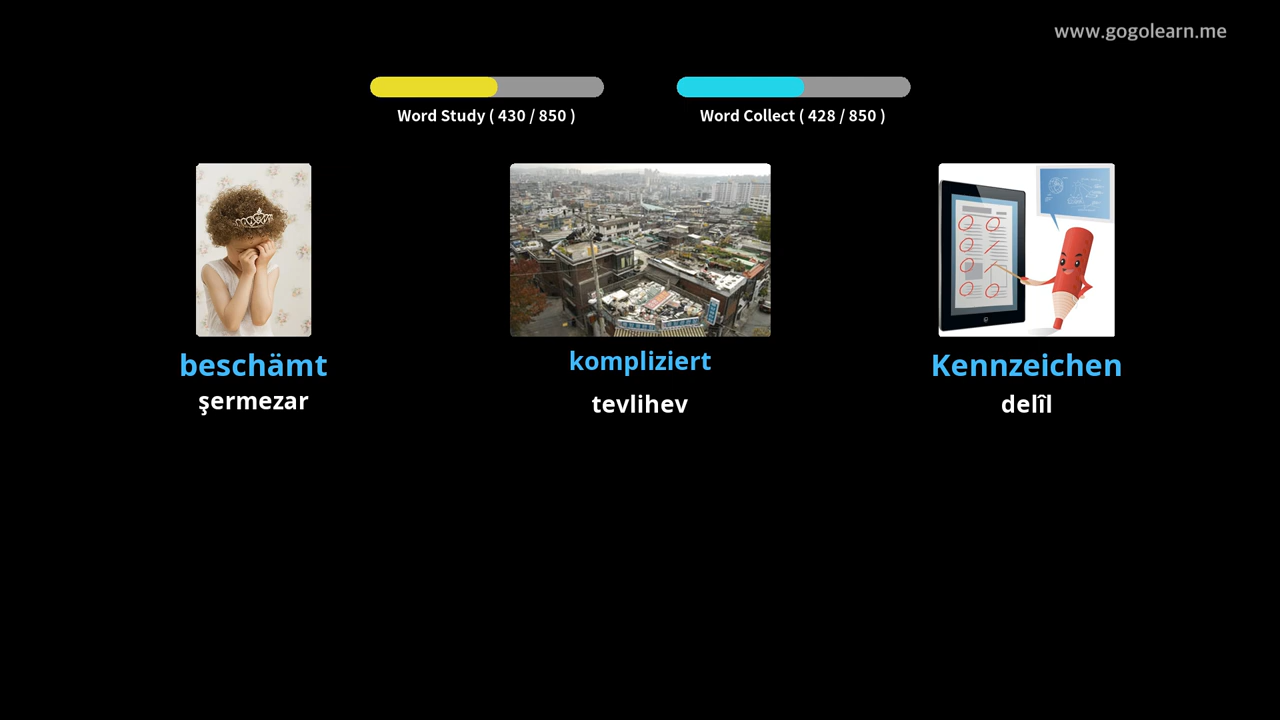 www.gogolearn.me
Word Study ( 430 / 850 )
Word Collect ( 428 / 850 )
beschämt
kompliziert
Kennzeichen
şermezar
tevlihev
delîl